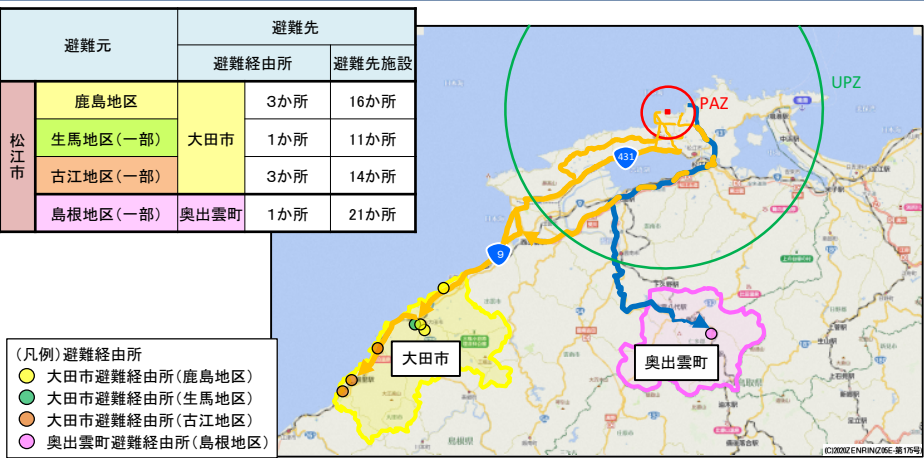 避難元
避難先
避難経由所
避難先施設
松江市
鹿島地区
大田市
3か所
16か所
生馬地区(一部)
1か所
11か所
古江地区(一部)
3か所
14か所
島根地区(一部)
奥出雲町
1か所
21か所
UPZ
PAZ
431
9
大田市
奥出雲町
島根県
鳥取県
(凡例)避難経由所
大田市避難経由所(鹿島地区)
大田市避難経由所(生馬地区)
大田市避難経由所(古江地区)
奥出雲町避難経由所(島根地区)
(C)2020ZENRIN(Z05E-第175号)